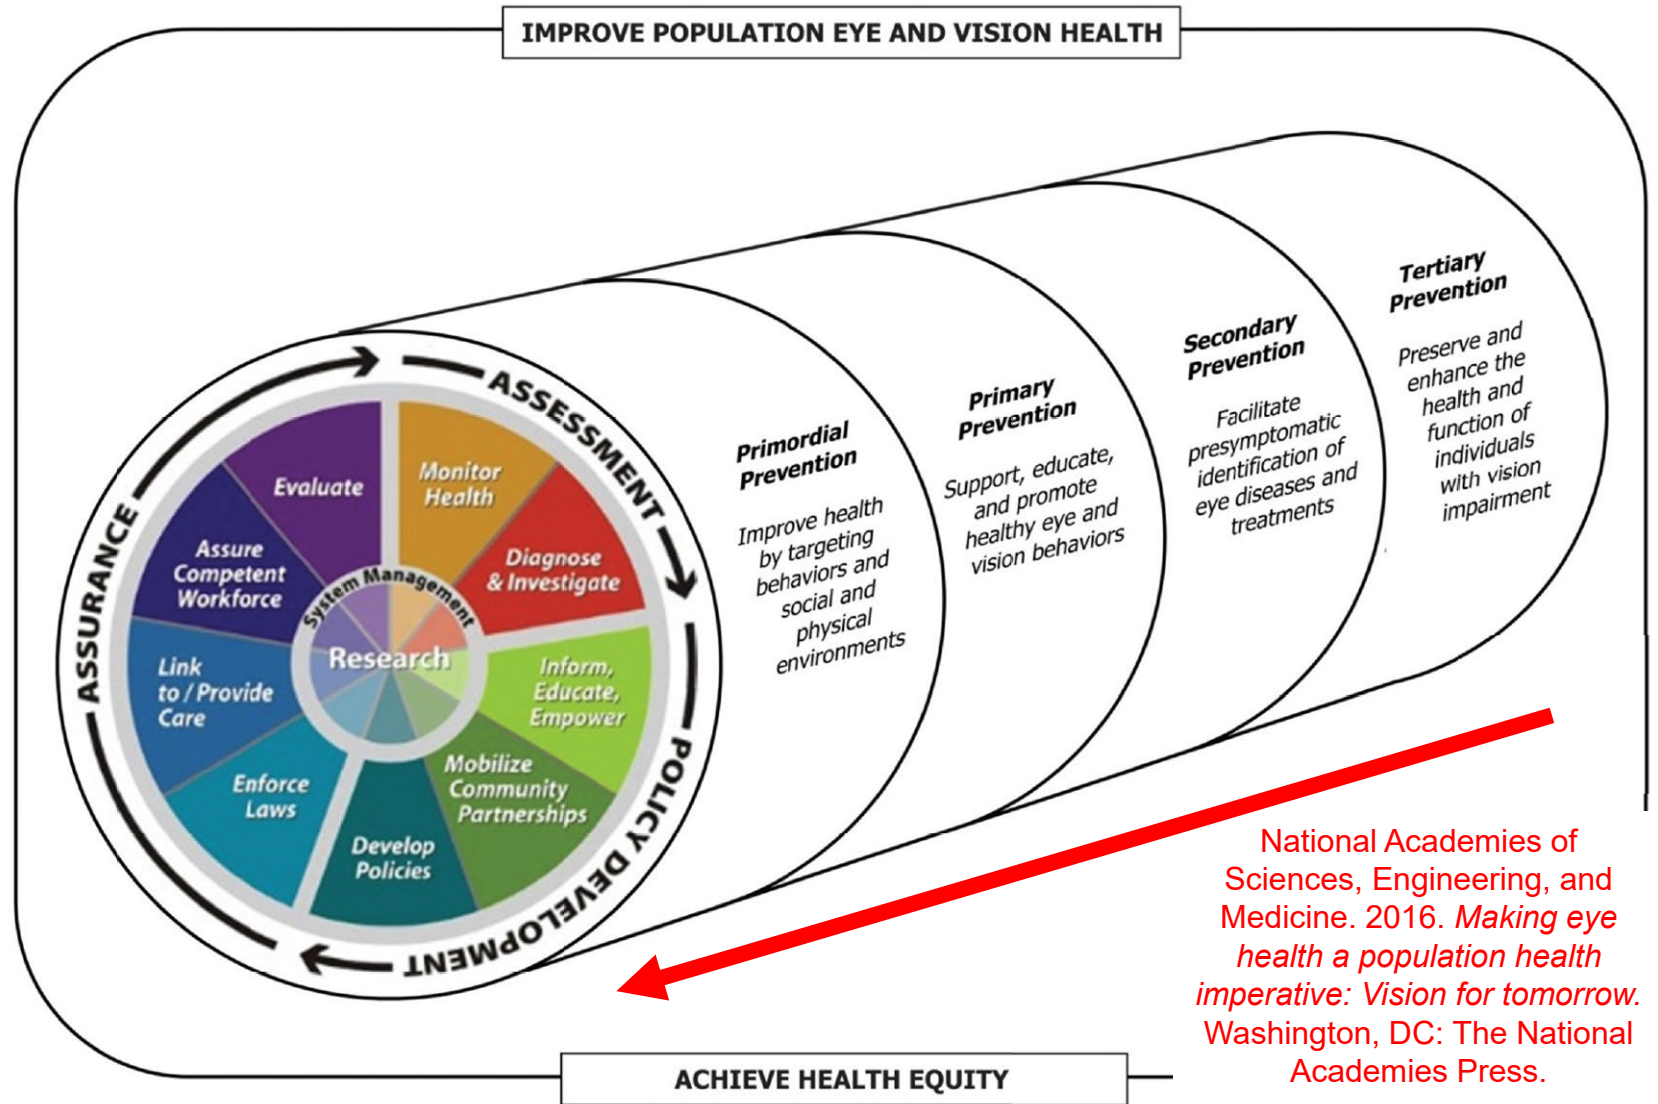 IMPROVE POPULATION EYE AND VISION HEALTH
ASSESSMENT
POLICY DEVELOPMENT
ASSURANCE
Evaluate
Monitor
Health
Diagnose
& Investigate
Inform,
Educate,
Empower
Mobilize
Community
Partnerships
Develop
Policies
Enforce
Laws
Link
to / Provide
Care
Assure
Competent
Workforce
System Management
Research
Primordial
Prevention
Improve health
by targeting
behaviors and
social and
physical
environments
Primary
Prevention
Support, educate,
and promote
healthy eye and
vision behaviors
Secondary
Prevention
Facilitate
presymptomatic
identification of
eye diseases and
treatments
Tertiary
Prevention
Preserve and
enhance the
health and
function of
individuals
with vision
impairment
National Academies of
Sciences, Engineering, and
Medicine. 2016. Making eye
health a population health
imperative: Vision for tomorrow.
Washington, DC: The National
Academies Press.
ACHIEVE HEALTH EQUITY